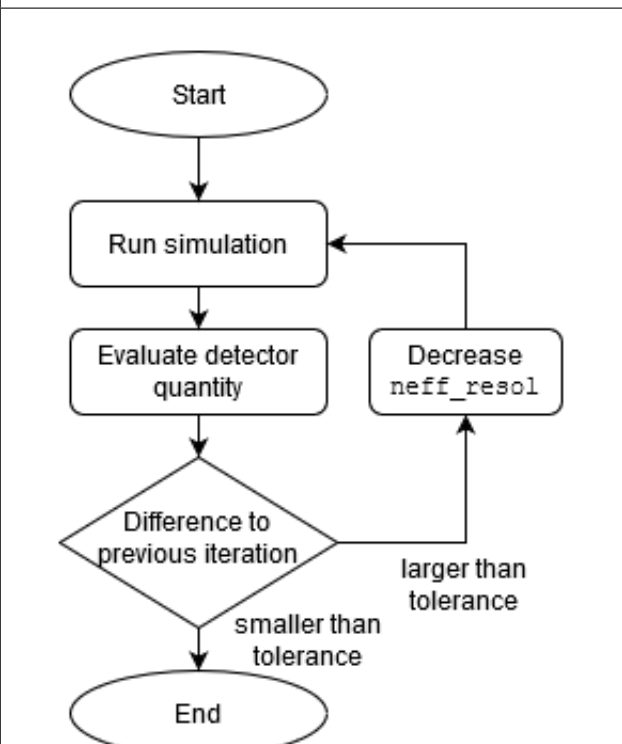 Start
Run simulation
Evaluate detector
quantity
Decrease
neff_resol
Difference to
previous iteration
larger than
tolerance
smaller than
tolerance
End